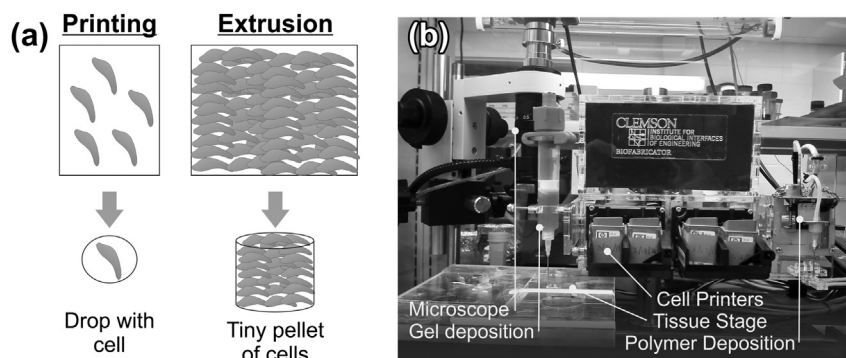 (a)
Printing
Extrusion
Drop with
cell
Tiny pellet
of cells
(b)
CLEMSON
INSTITUTE FOR
BIOLOGICAL INTERFACES
OF ENGINEERING
BIOFABRICATOR
Microscope
Gel deposition
Cell Printers
Tissue Stage
Polymer Deposition